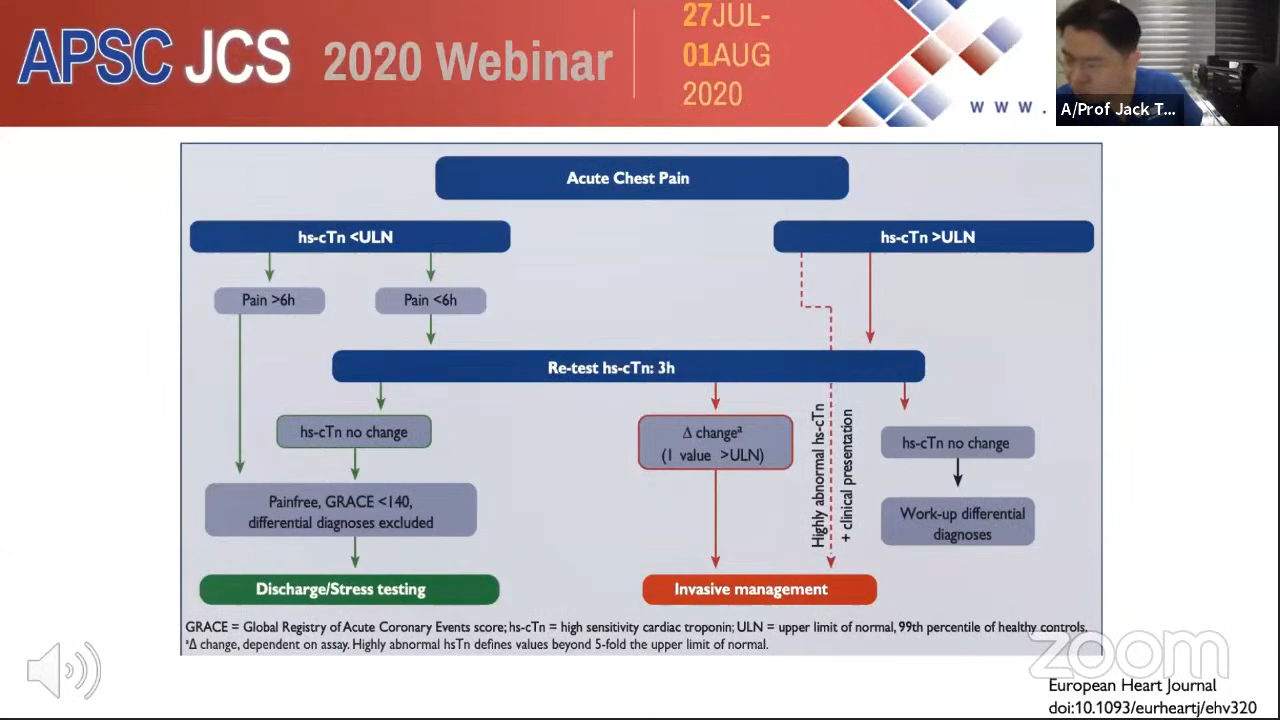 APSC JCS 2020 Webinar
27JUL-
01AUG
2020
www.
A/Prof Jack T...
Acute Chest Pain
hs-cTn <ULN
hs-cTn >ULN
Pain >6h
Pain <6h
Re-test hs-cTn: 3h
hs-cTn no change
Δ changeᵃ
(1 value >ULN)
Highly abnormal hs-cTn
+ clinical presentation
hs-cTn no change
Painfree, GRACE <140,
differential diagnoses excluded
Work-up differential
diagnoses
Discharge/Stress testing
Invasive management
GRACE = Global Registry of Acute Coronary Events score; hs-cTn = high sensitivity cardiac troponin; ULN = upper limit of normal, 99th percentile of healthy controls.
ᵃΔ change, dependent on assay. Highly abnormal hsTn defines values beyond 5-fold the upper limit of normal.
zoom
European Heart Journal
doi:10.1093/eurheartj/ehv320